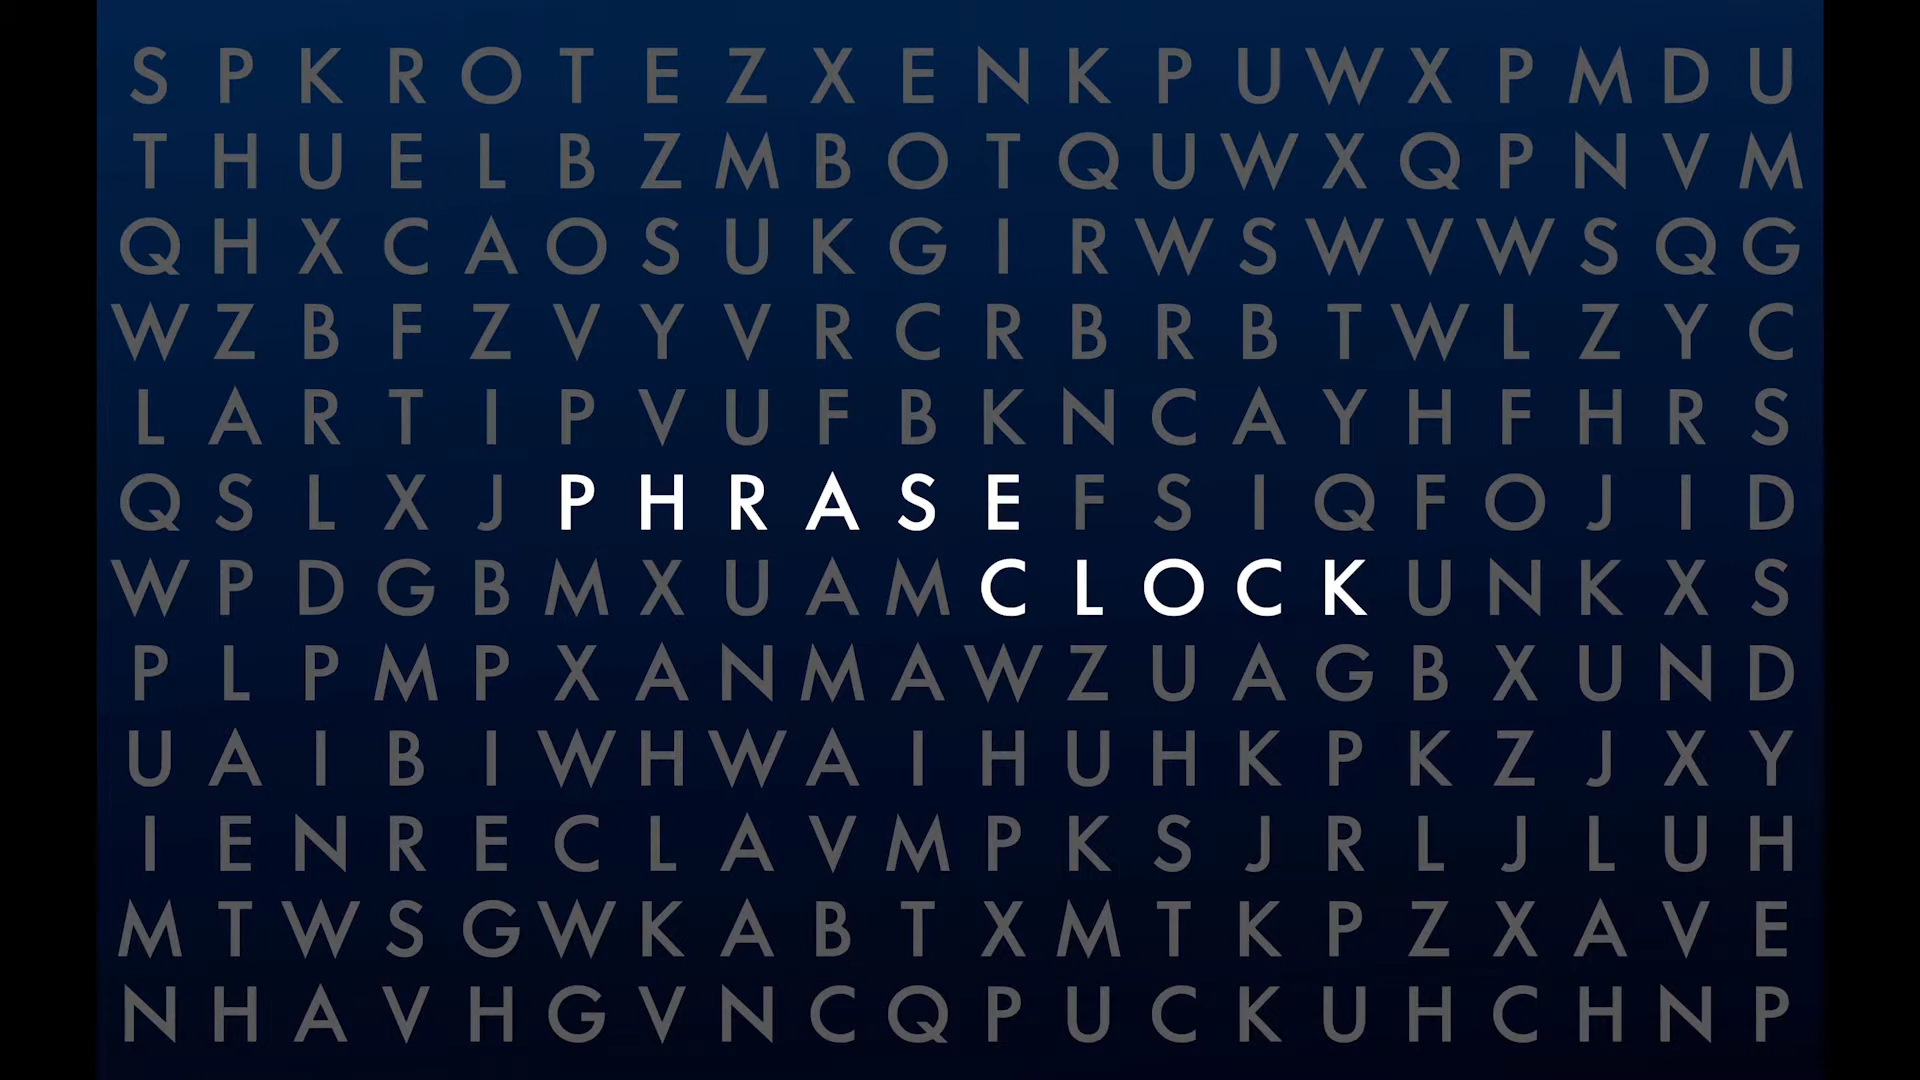 S P K R O T E Z X E N K P U W X P M D U
T H U E L B Z M B O T Q U W X Q P N V M
Q H X C A O S U K G I R W S W V W S Q G
W Z B F Z V Y V R C R B R B T W L Z Y C
L A R T I P V U F B K N C A Y H F H R S
Q S L X J P H R A S E F S I Q F O J I D
W P D G B M X U A M C L O C K U N K X S
P L P M P X A N M A W Z U A G B X U N D
U A I B I W H W A I H U H K P K Z J X Y
I E N R E C L A V M P K S J R L J L U H
M T W S G W K A B T X M T K P Z X A V E
N H A V H G V N C Q P U C K U H C H N P